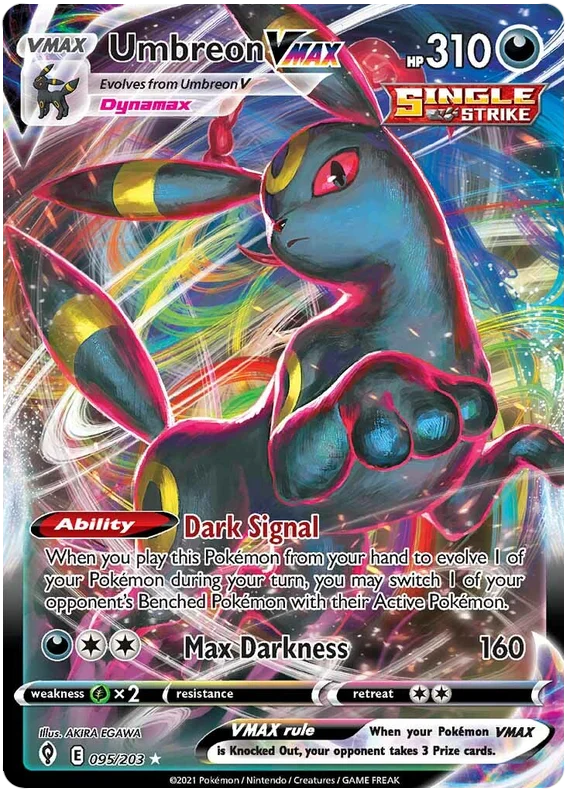 VMAX Umbreon VMAX HP 310
Evolves from Umbreon V
Dynamax
SINGLE
STRIKE
Ability Dark Signal
When you play this Pokémon from your hand to evolve 1 of
your Pokémon during your turn, you may switch 1 of your
opponent's Benched Pokémon with their Active Pokémon.
Max Darkness 160
weakness ×2 resistance retreat
Illus. AKIRA EGAWA
E 095/203 ★
VMAX rule When your Pokémon VMAX
is Knocked Out, your opponent takes 3 Prize cards.
©2021 Pokémon / Nintendo / Creatures / GAME FREAK